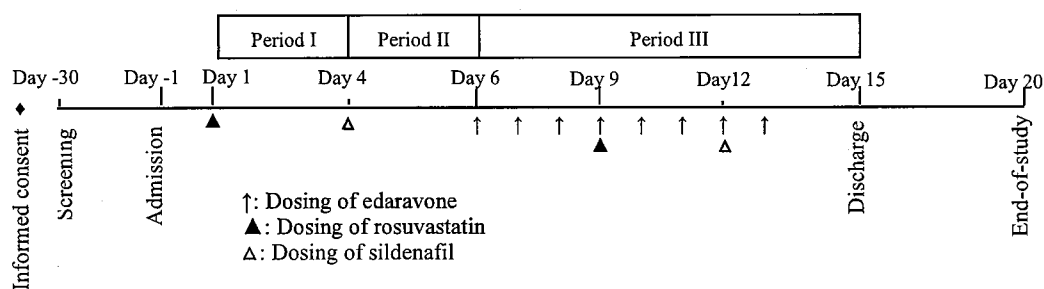 Period I Period II Period III
Day -30 Day -1 Day 1 Day 4 Day 6 Day 9 Day12 Day 15 Day 20
Informed consent
Screening
Admission
Discharge
End-of-study
↑: Dosing of edaravone
▲: Dosing of rosuvastatin
△: Dosing of sildenafil